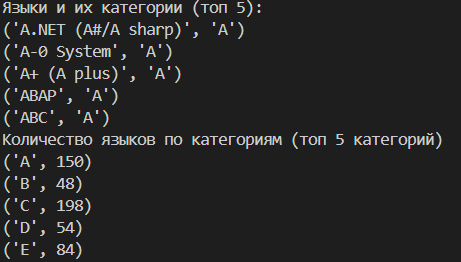 Языки и их категории (топ 5):
('A.NET (A#/A sharp)', 'A')
('A-0 System', 'A')
('A+ (A plus)', 'A')
('ABAP', 'A')
('ABC', 'A')
Количество языков по категориям (топ 5 категорий)
('A', 150)
('B', 48)
('C', 198)
('D', 54)
('E', 84)